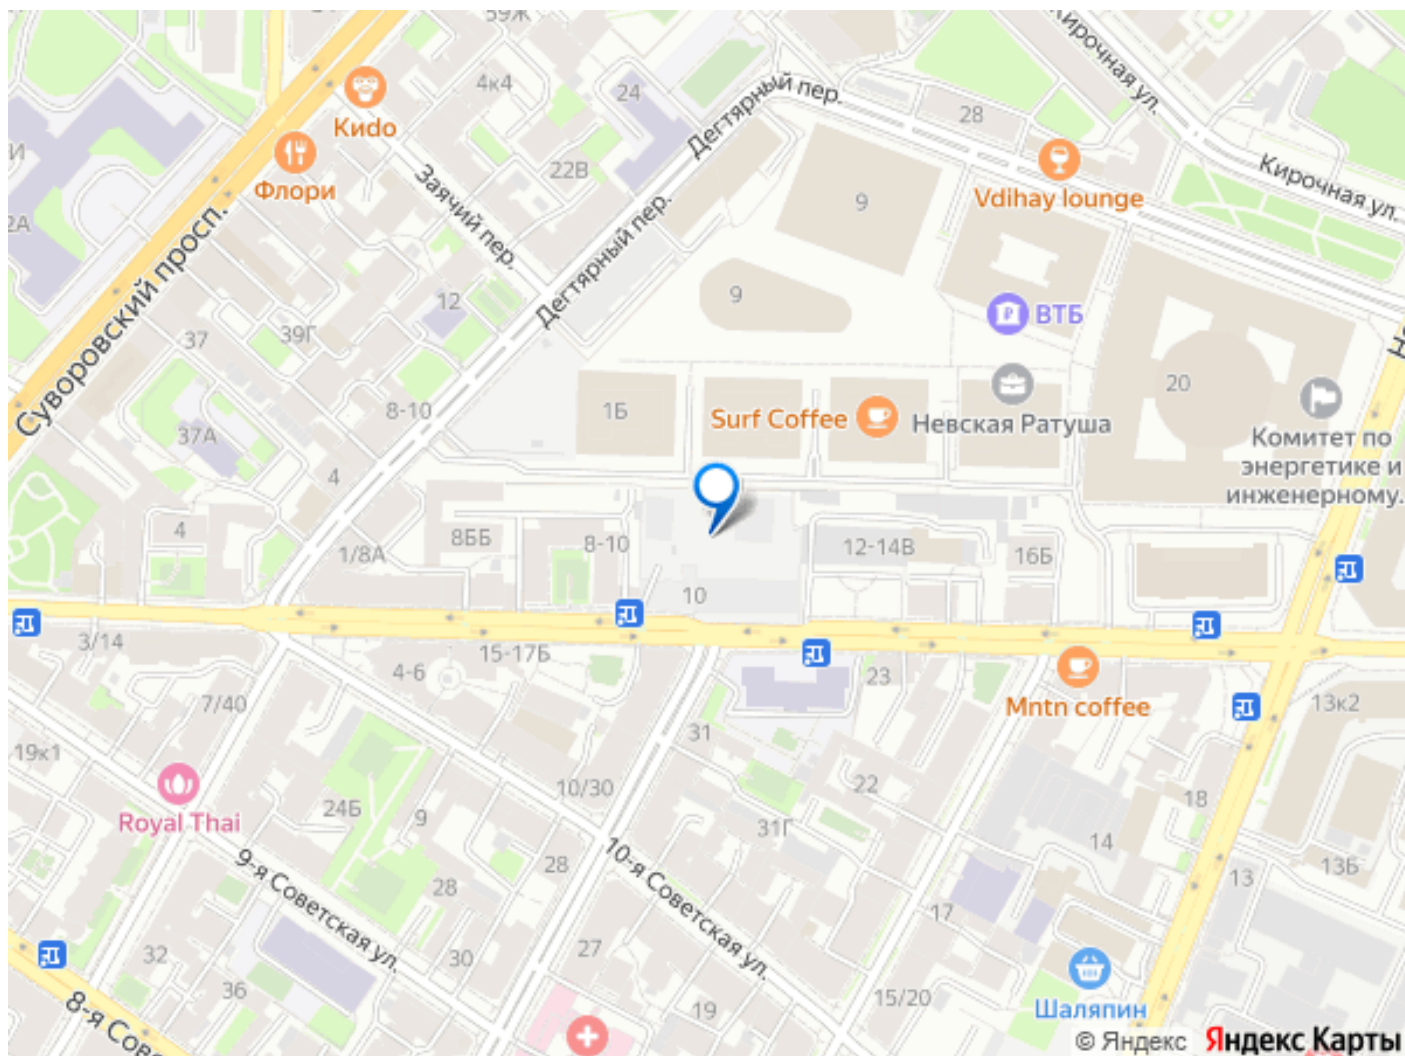 59Ж
4к4
24
Кидо
Флори
22В
Заячий пер.
Дегтярный пер.
Дегтярный пер.
28
Кирочная ул.
Кирочная ул.
Vdihay lounge
2А
Суворовский просп.
12
39Г
37
9
9
ВТБ
8-10
1Б
Surf Coffee
Невская Ратуша
20
Комитет по
энергетике и
инженерному.
37А
4
4
1/8А
8ББ
8-10
10
12-14В
16Б
3/14
4-6
15-17Б
23
Mntn coffee
13к2
7/40
19к1
Royal Thai
24Б
9
10/30
31
22
31Г
18
14
13Б
13
9-я Советская ул.
28
28
10-я Советская ул.
17
27
30
32
36
8-я Сов
19
15/20
Шаляпин
© Яндекс Яндекс Карты